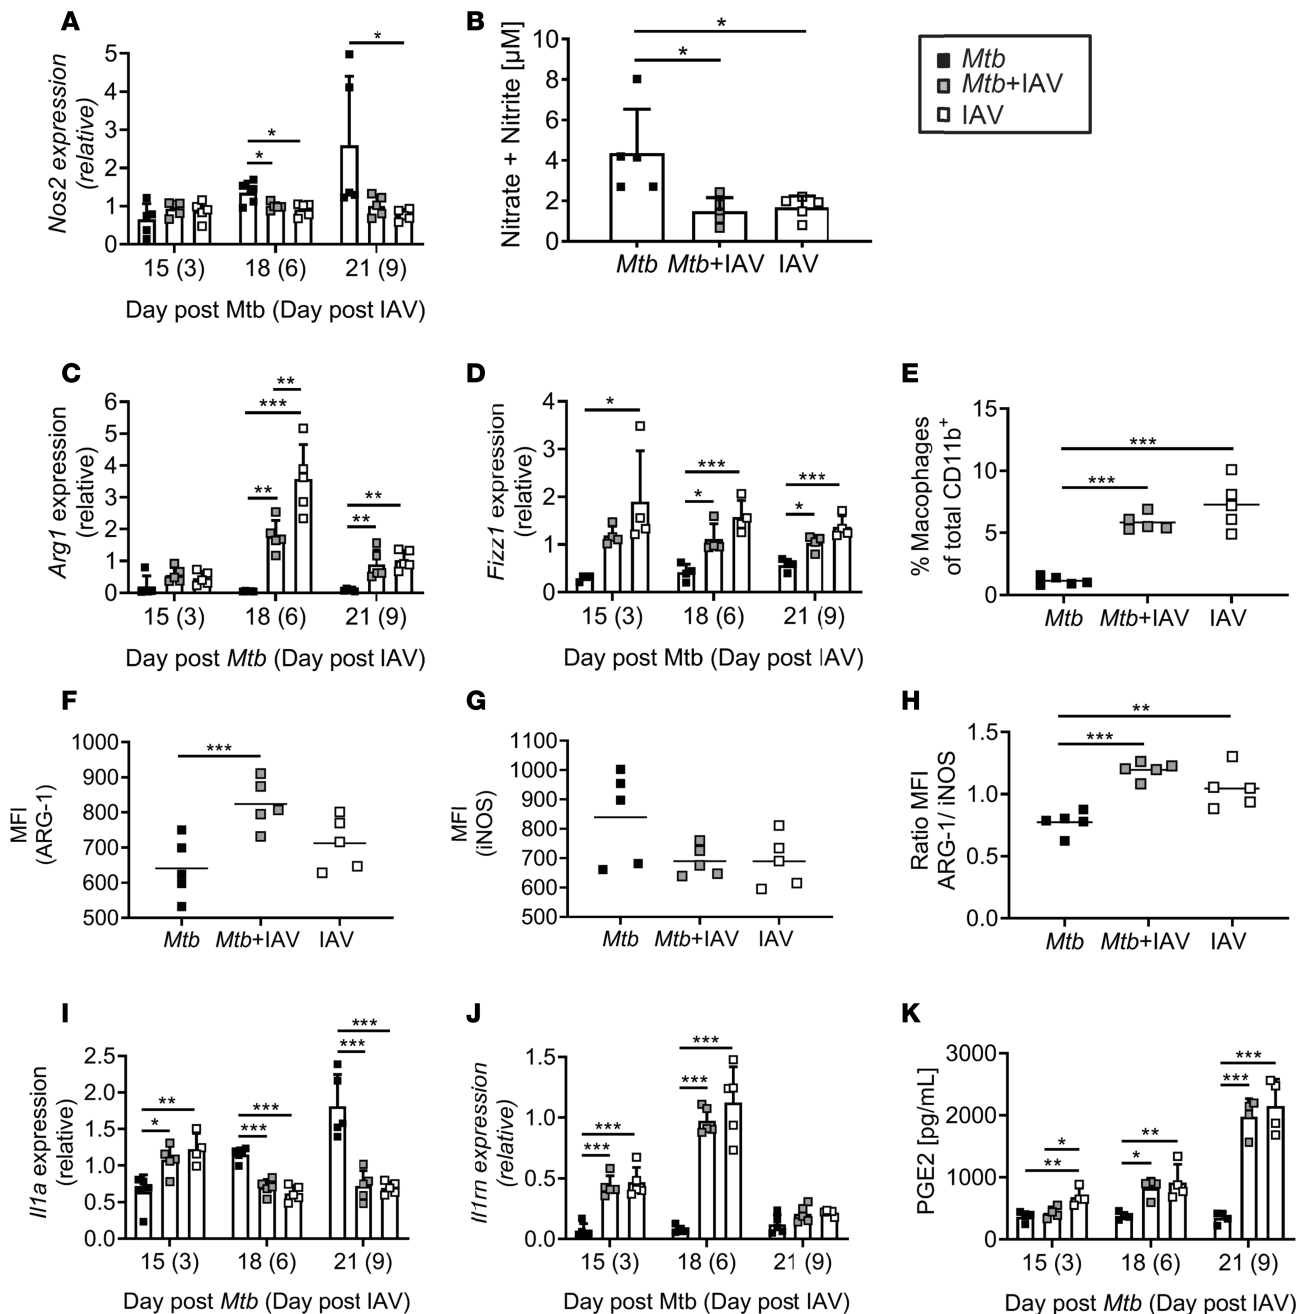 A
Nos2 expression
(relative)
5
4
3
2
1
0
*
*
*
15 (3)
18 (6)
21 (9)
Day post Mtb (Day post IAV)
B
Nitrate + Nitrite [µM]
10
8
6
4
2
0
*
*
Mtb
Mtb+IAV
IAV
Mtb
Mtb+IAV
IAV
C
Arg1 expression
(relative)
6
5
4
3
2
1
0
**
***
**
**
**
15 (3)
18 (6)
21 (9)
Day post Mtb (Day post IAV)
D
Fizz1 expression
(relative)
4
3
2
1
0
*
***
*
***
*
15 (3)
18 (6)
21 (9)
Day post Mtb (Day post IAV)
E
% Macophages
of total CD11b+
15
10
5
0
***
***
Mtb
Mtb+IAV
IAV
F
MFI
(ARG-1)
1000
900
800
700
600
500
***
Mtb
Mtb+IAV
IAV
G
MFI
(iNOS)
1100
1000
900
800
700
600
500
Mtb
Mtb+IAV
IAV
H
Ratio MFI
ARG-1/ iNOS
1.5
1.0
0.5
0.0
**
***
Mtb
Mtb+IAV
IAV
I
Il1a expression
(relative)
2.5
2.0
1.5
1.0
0.5
0.0
**
*
***
***
***
***
15 (3)
18 (6)
21 (9)
Day post Mtb (Day post IAV)
J
Il1rn expression
(relative)
1.5
1.0
0.5
0.0
***
***
***
***
15 (3)
18 (6)
21 (9)
Day post Mtb (Day post IAV)
K
PGE2 [pg/mL]
3000
2000
1000
0
*
**
**
*
***
***
15 (3)
18 (6)
21 (9)
Day post Mtb (Day post IAV)